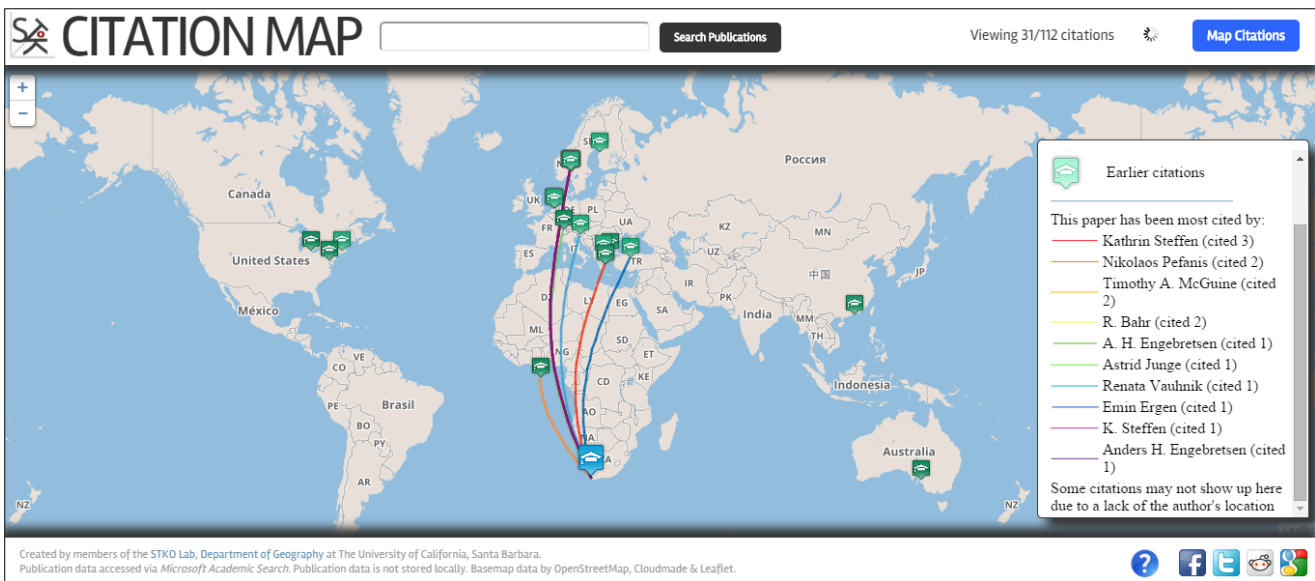 CITATION MAP
Search Publications
Viewing 31/112 citations
Map Citations
+
−
Canada
United States
México
CO
VE
PE
Brasil
BO
PY
AR
NZ
UK
PL
UA
FR
ES
IT
TR
Россия
KZ
MN
UZ
中国
JP
IR
PK
India
MM
TH
SA
EG
LY
DZ
ML
NG
SD
ET
KE
CD
AO
NA
ZA
Indonesia
Australia
NZ
Earlier citations
This paper has been most cited by:
Kathrin Steffen (cited 3)
Nikolaos Pefanis (cited 2)
Timothy A. McGuine (cited
2)
R. Bahr (cited 2)
A. H. Engebretsen (cited 1)
Astrid Junge (cited 1)
Renata Vauhnik (cited 1)
Emin Ergen (cited 1)
K. Steffen (cited 1)
Anders H. Engebretsen (cited
1)
Some citations may not show up here
due to a lack of the author's location
Created by members of the STKO Lab, Department of Geography at The University of California, Santa Barbara.
Publication data accessed via Microsoft Academic Search. Publication data is not stored locally. Basemap data by OpenStreetMap, Cloudmade & Leaflet.